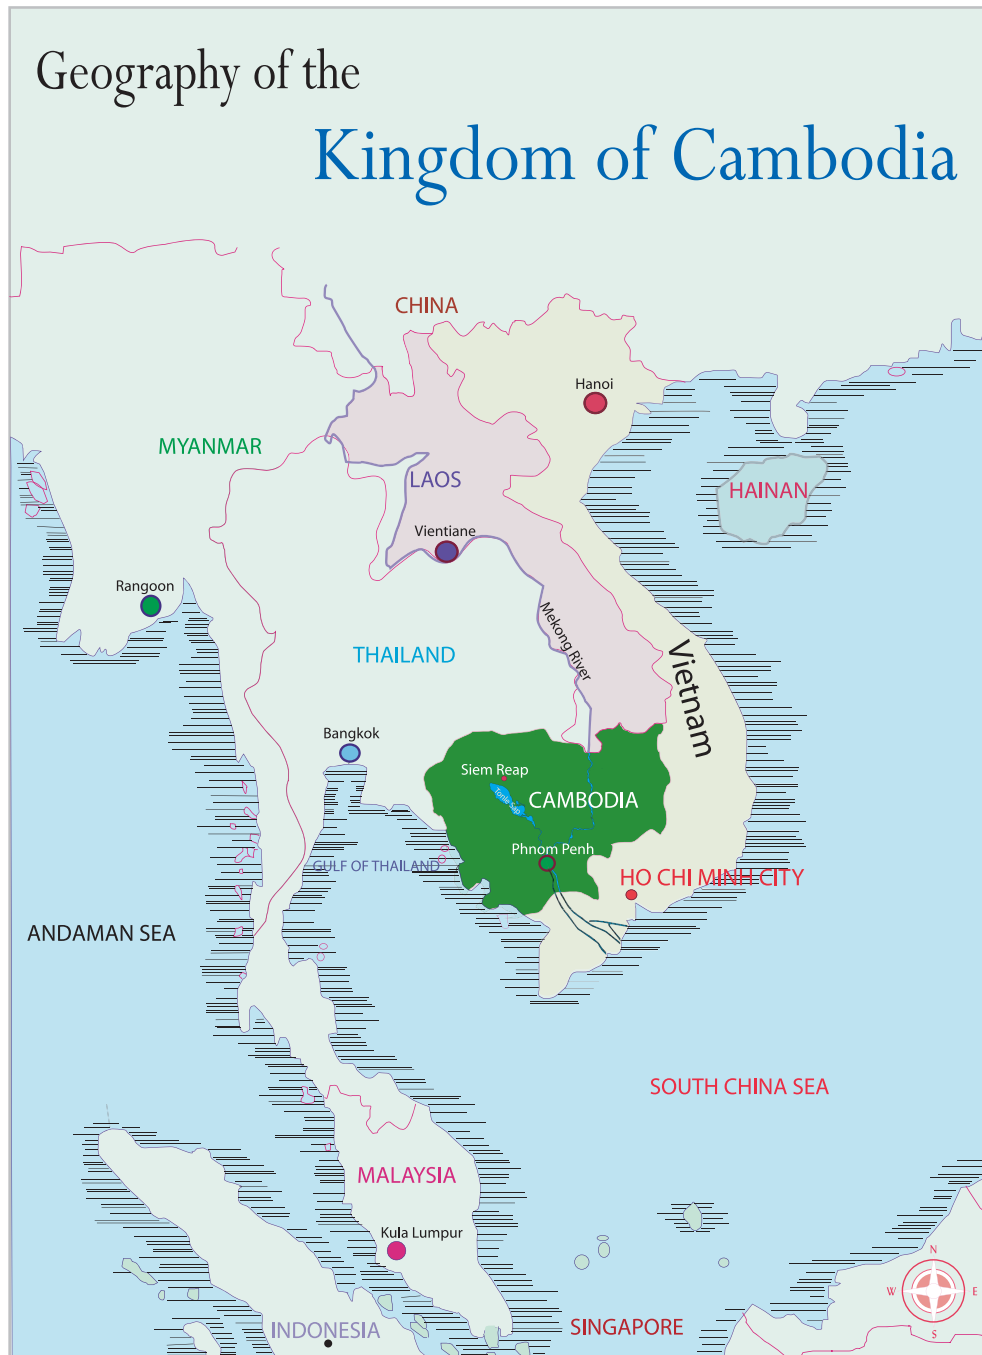 Geography of the
Kingdom of Cambodia
CHINA
Hanoi
MYANMAR
LAOS
HAINAN
Vientiane
Rangoon
Mekong River
THAILAND
Vietnam
Bangkok
Siem Reap
Tonle Sap
CAMBODIA
Phnom Penh
GULF OF THAILAND
HO CHI MINH CITY
ANDAMAN SEA
SOUTH CHINA SEA
MALAYSIA
Kula Lumpur
N
W
E
S
INDONESIA
SINGAPORE